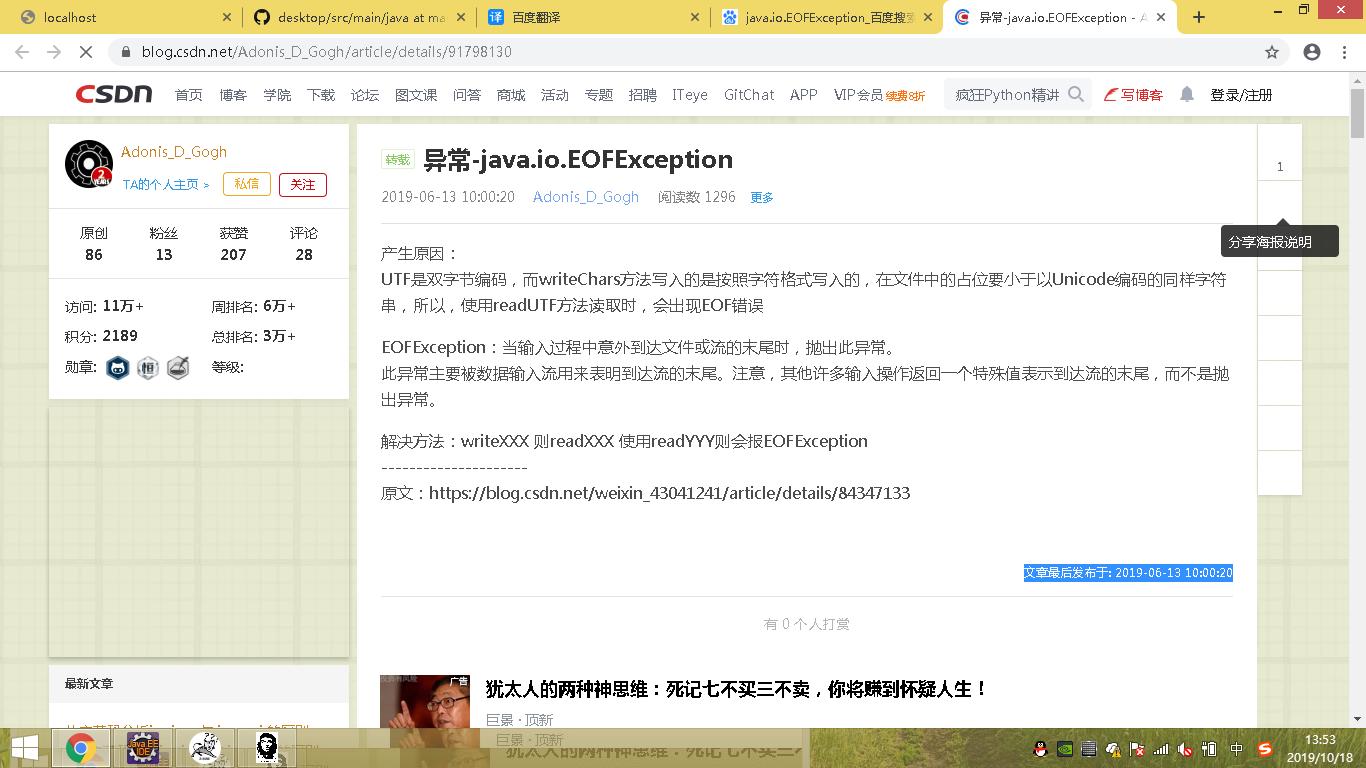 localhost
desktop/src/main/java at ma
百度翻译
java.io.EOFException_百度搜索
异常-java.io.EOFException - A
blog.csdn.net/Adonis_D_Gogh/article/details/91798130
CSDN 首页 博客 学院 下载 论坛 图文课 问答 商城 活动 专题 招聘 ITeye GitChat APP VIP会员 续费8折 疯狂Python精讲 写博客 登录/注册
Adonis_D_Gogh
TA的个人主页 > 私信 关注
2 YEARS
原创 粉丝 获赞 评论
86 13 207 28
访问: 11万+ 周排名: 6万+
积分: 2189 总排名: 3万+
勋章: 恒 等级:
最新文章
转载 异常-java.io.EOFException
2019-06-13 10:00:20 Adonis_D_Gogh 阅读数 1296 更多
产生原因：
UTF是双字节编码，而writeChars方法写入的是按照字符格式写入的，在文件中的占位要小于以Unicode编码的同样字符
串，所以，使用readUTF方法读取时，会出现EOF错误
EOFException：当输入过程中意外到达文件或流的末尾时，抛出此异常。
此异常主要被数据输入流用来表明到达流的末尾。注意，其他许多输入操作返回一个特殊值表示到达流的末尾，而不是抛
出异常。
解决方法：writeXXX 则readXXX 使用readYYY则会报EOFException
---------------------
原文：https://blog.csdn.net/weixin_43041241/article/details/84347133
文章最后发布于: 2019-06-13 10:00:20
有 0 个人打赏
广告
犹太人的两种神思维：死记七不买三不卖，你将赚到怀疑人生！
巨景 · 顶新
1
分享海报说明
Java EE
IDE
中
13:53
2019/10/18